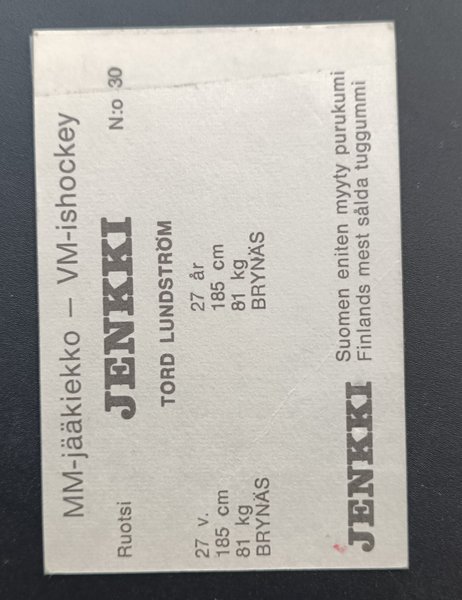 MM-jääkiekko – VM-ishockey
N:o 30
JENKKI
Ruotsi
TORD LUNDSTRÖM
27 v.
185 cm
81 kg
BRYNÄS
27 år
185 cm
81 kg
BRYNÄS
JENKKI
Suomen eniten myyty purukumi
Finlands mest sålda tuggummi